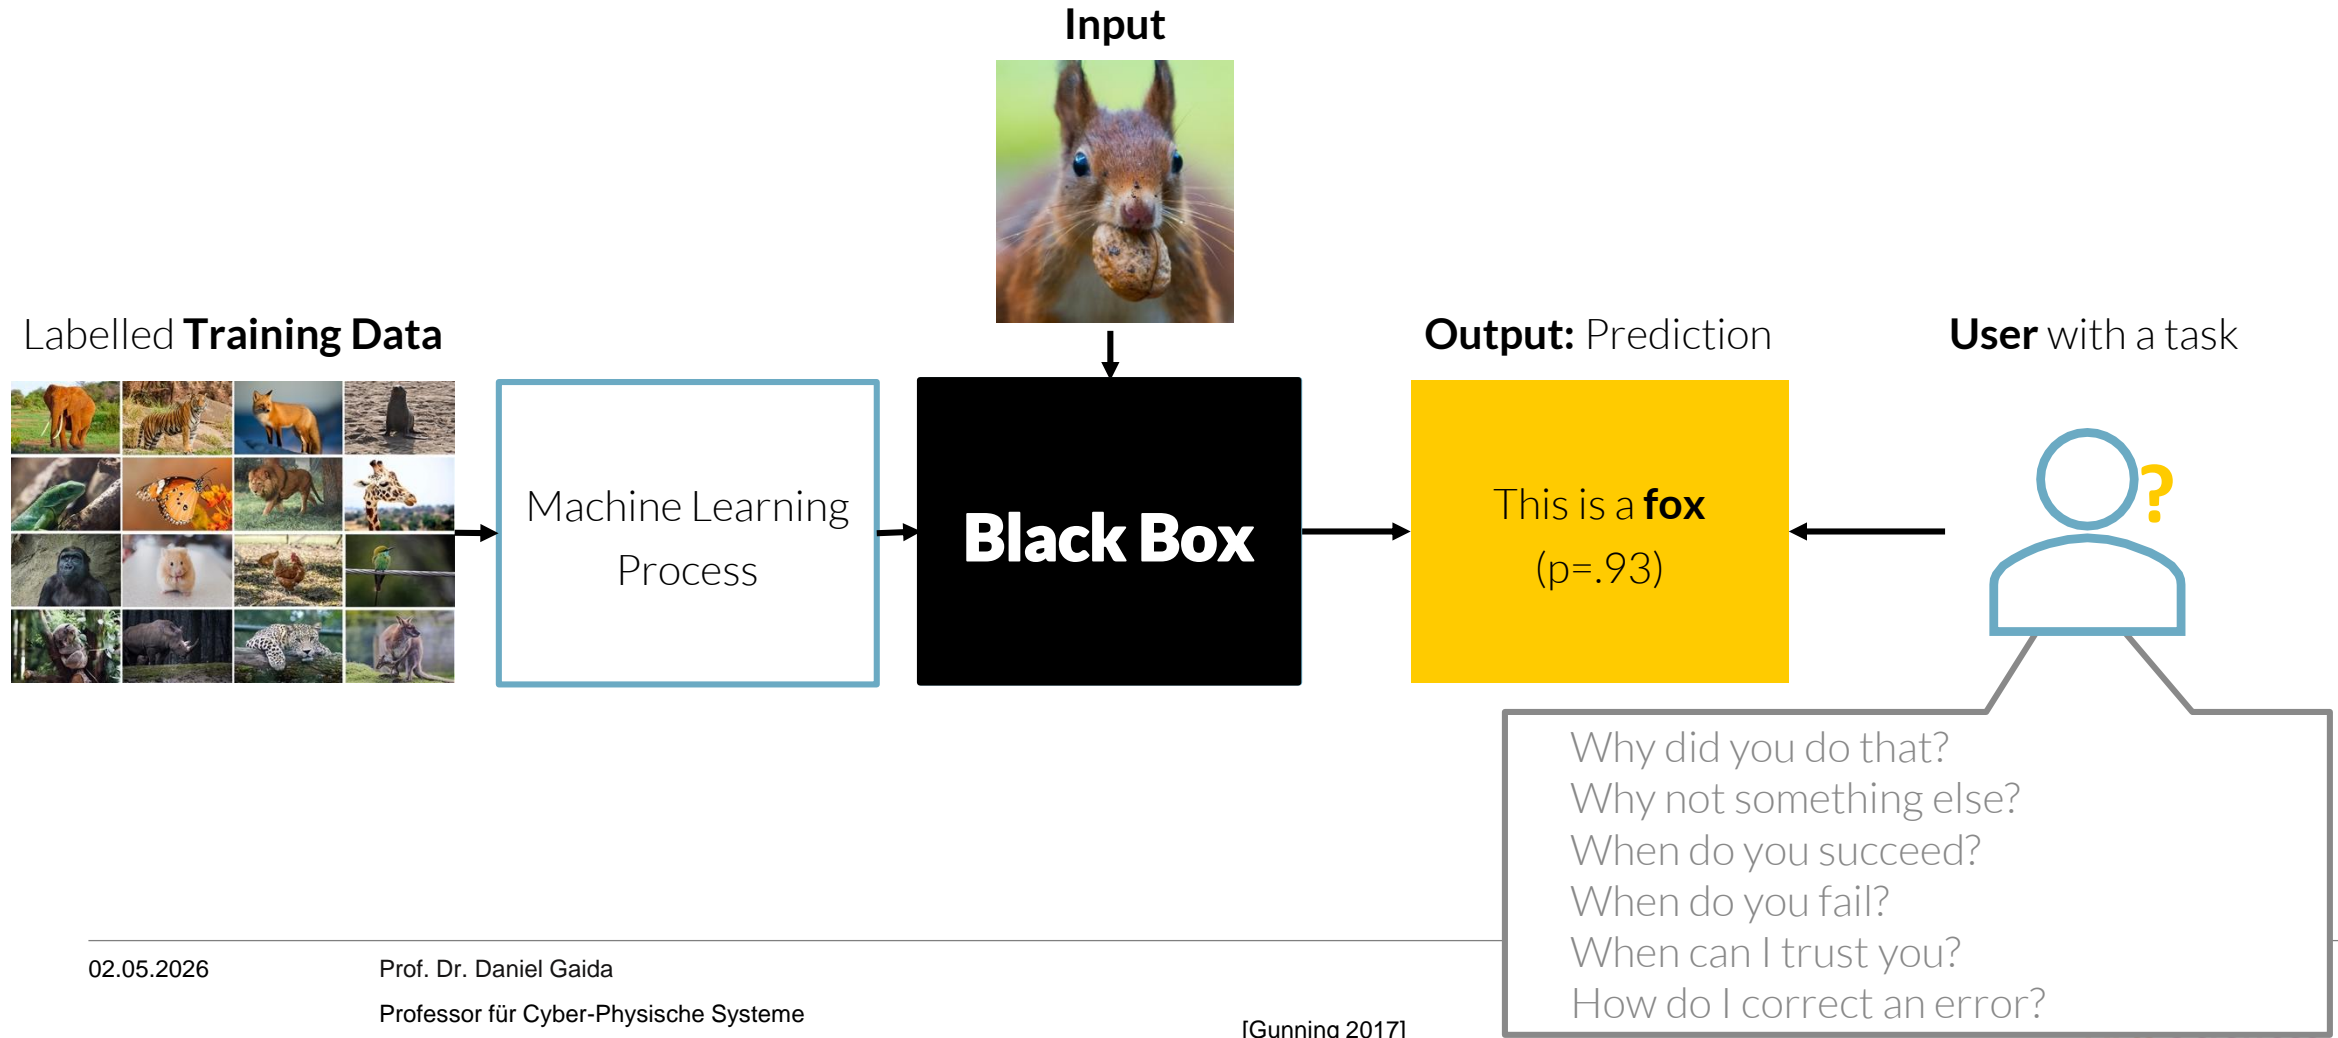 Input
Labelled Training Data
Output: Prediction
User with a task
Machine Learning
Process
Black Box
This is a fox
(p=.93)
?
Why did you do that?
Why not something else?
When do you succeed?
When do you fail?
When can I trust you?
How do I correct an error?
02.05.2026
Prof. Dr. Daniel Gaida
Professor für Cyber-Physische Systeme
[Gunning 2017]